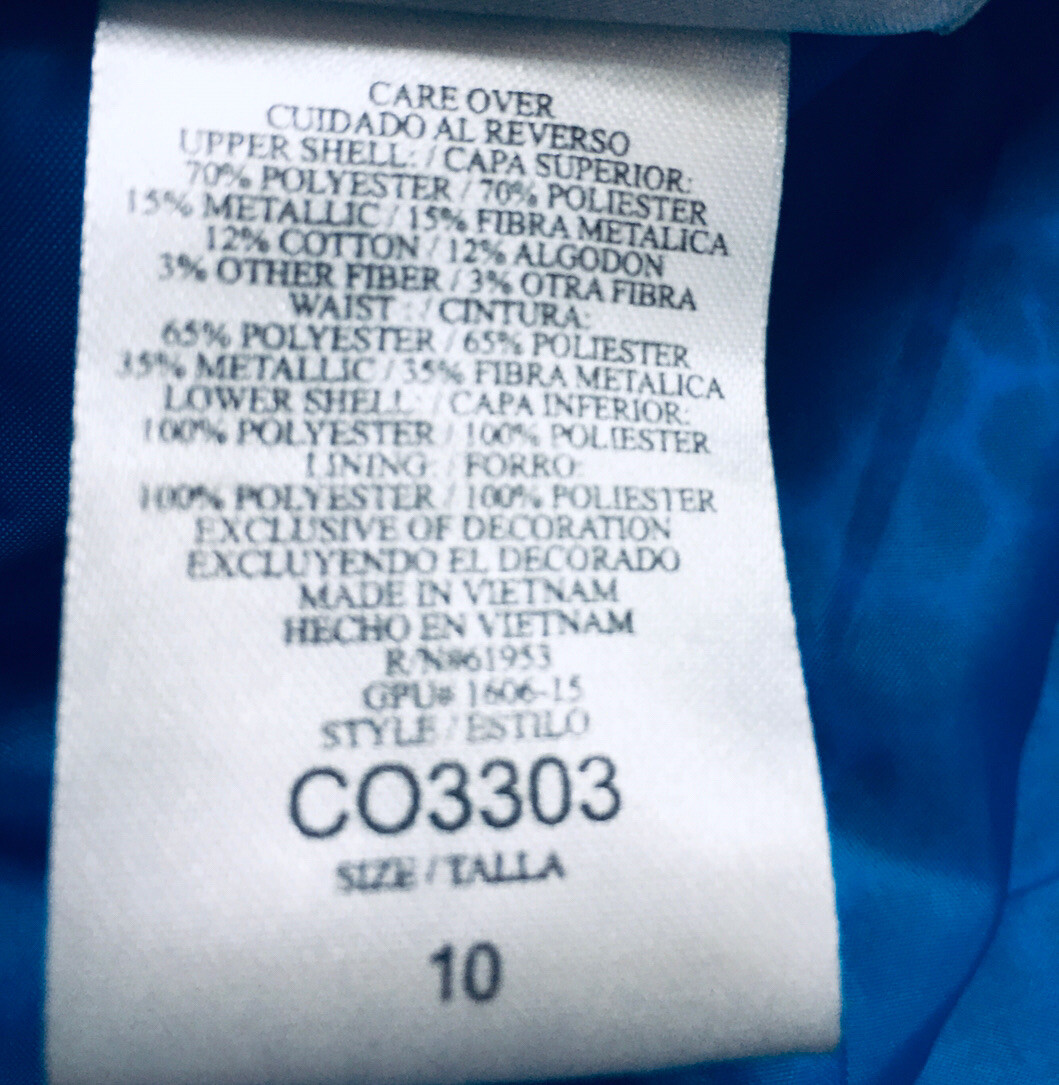 CARE OVER
CUIDADO AL REVERSO
UPPER SHELL: / CAPA SUPERIOR:
70% POLYESTER / 70% POLIESTER
15% METALLIC / 15% FIBRA METALICA
12% COTTON / 12% ALGODON
3% OTHER FIBER / 3% OTRA FIBRA
WAIST : / CINTURA:
65% POLYESTER / 65% POLIESTER
35% METALLIC / 35% FIBRA METALICA
LOWER SHELL: / CAPA INFERIOR:
100% POLYESTER / 100% POLIESTER
LINING: / FORRO:
100% POLYESTER / 100% POLIESTER
EXCLUSIVE OF DECORATION
EXCLUYENDO EL DECORADO
MADE IN VIETNAM
HECHO EN VIETNAM
R/N#61953
GPU# 1606-15
STYLE / ESTILO
CO3303
SIZE / TALLA
10